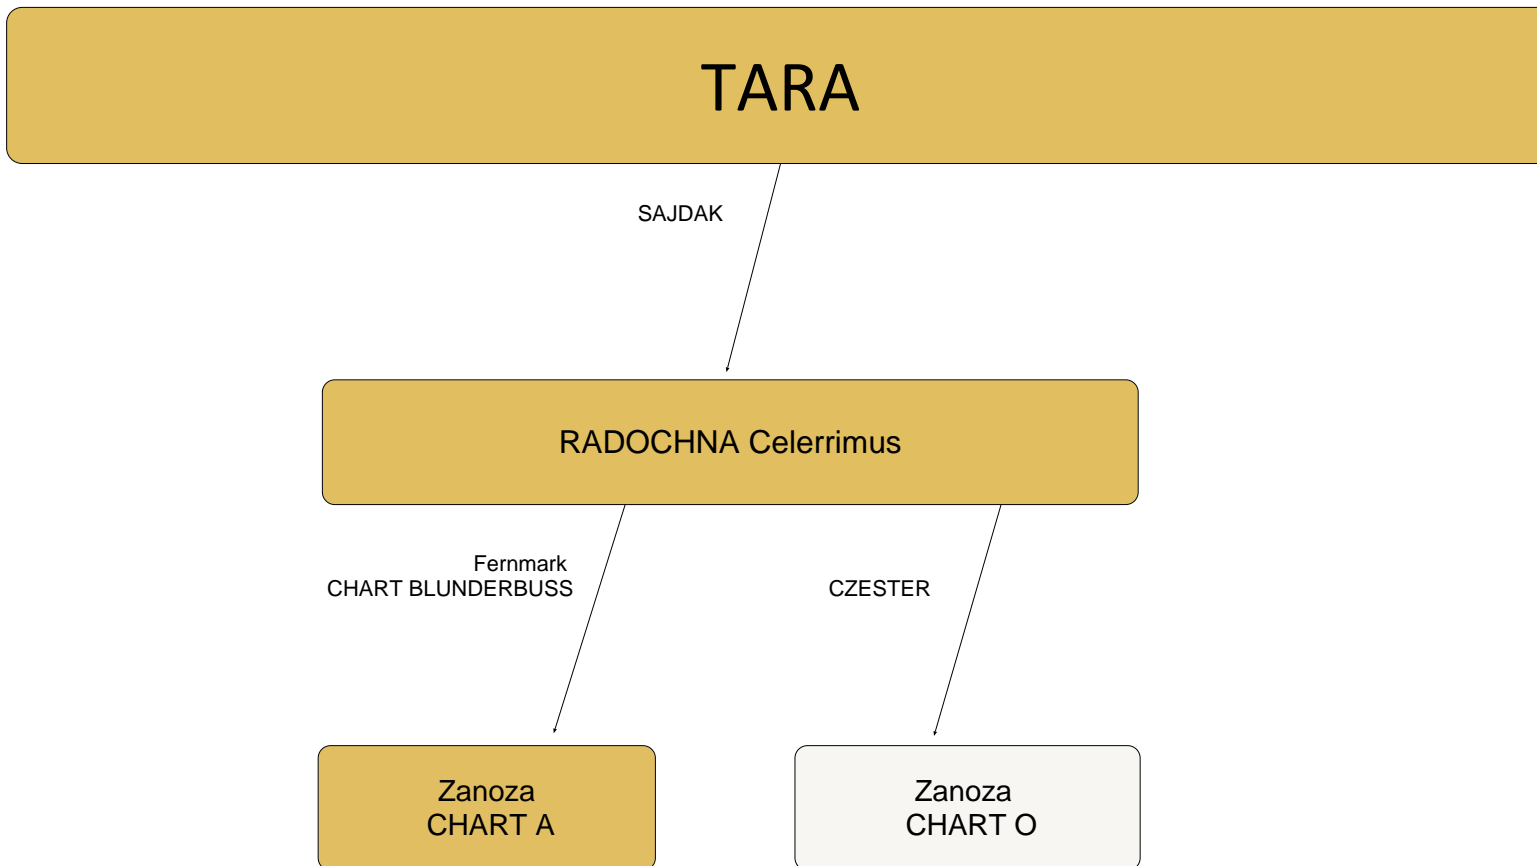 TARA
SAJDAK
RADOCHNA Celerrimus
Fernmark
CHART BLUNDERBUSS
CZESTER
Zanoza
CHART A
Zanoza
CHART O